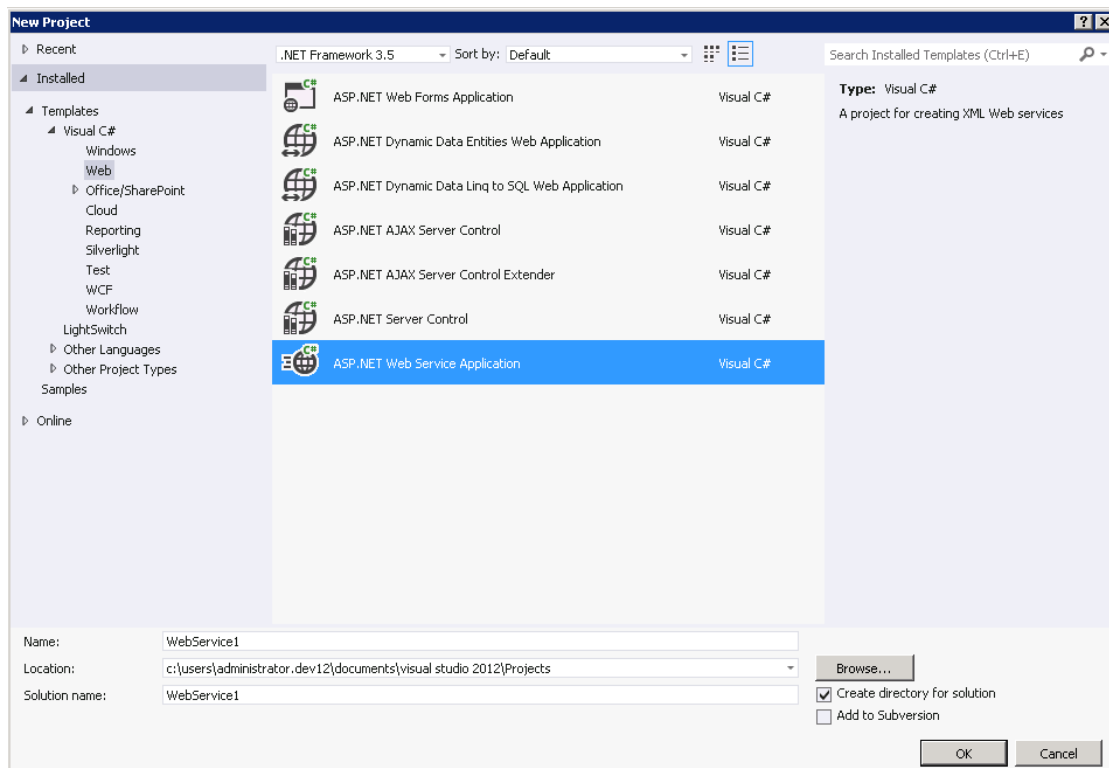 New Project
Recent
Installed
Templates
Visual C#
Windows
Web
Office/SharePoint
Cloud
Reporting
Silverlight
Test
WCF
Workflow
LightSwitch
Other Languages
Other Project Types
Samples
Online
.NET Framework 3.5 Sort by: Default
C# ASP.NET Web Forms Application Visual C#
C# ASP.NET Dynamic Data Entities Web Application Visual C#
C# ASP.NET Dynamic Data Linq to SQL Web Application Visual C#
C# ASP.NET AJAX Server Control Visual C#
C# ASP.NET AJAX Server Control Extender Visual C#
C# ASP.NET Server Control Visual C#
C# ASP.NET Web Service Application Visual C#
Search Installed Templates (Ctrl+E)
Type: Visual C#
A project for creating XML Web services
Name: WebService1
Location: c:\users\administrator.dev12\documents\visual studio 2012\Projects
Browse...
Solution name: WebService1
Create directory for solution
Add to Subversion
OK Cancel